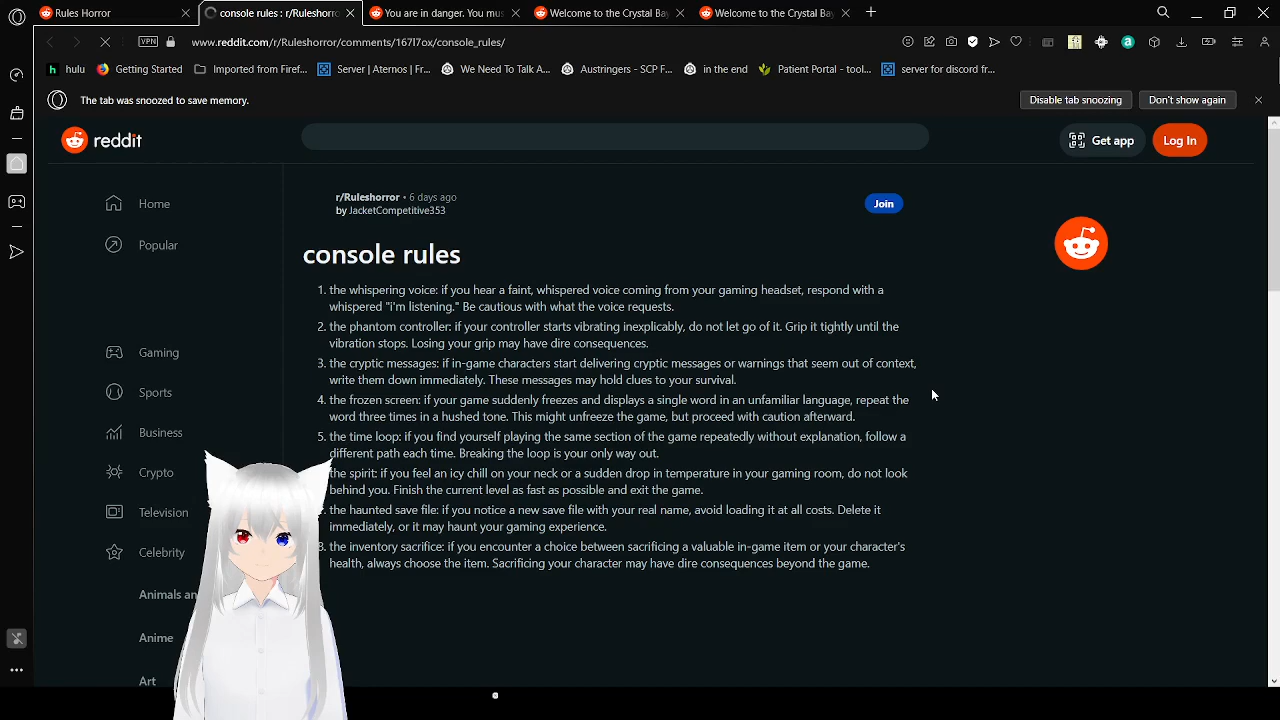 Rules Horror
console rules : r/Ruleshorro
You are in danger. You mus
Welcome to the Crystal Bay
Welcome to the Crystal Bay
VPN
www.reddit.com/r/Ruleshorror/comments/167l7ox/console_rules/
hulu
Getting Started
Imported from Firef...
Server | Aternos | Fr...
We Need To Talk A...
Austringers - SCP F...
in the end
Patient Portal - tool...
server for discord fr...
The tab was snoozed to save memory.
Disable tab snoozing
Don't show again
reddit
Get app
Log In
Home
Popular
Gaming
Sports
Business
Crypto
Television
Celebrity
Animals an
Anime
Art
r/Ruleshorror • 6 days ago
by JacketCompetitive353
Join
console rules
1. the whispering voice: if you hear a faint, whispered voice coming from your gaming headset, respond with a
whispered "i'm listening." Be cautious with what the voice requests.
2. the phantom controller: if your controller starts vibrating inexplicably, do not let go of it. Grip it tightly until the
vibration stops. Losing your grip may have dire consequences.
3. the cryptic messages: if in-game characters start delivering cryptic messages or warnings that seem out of context,
write them down immediately. These messages may hold clues to your survival.
4. the frozen screen: if your game suddenly freezes and displays a single word in an unfamiliar language, repeat the
word three times in a hushed tone. This might unfreeze the game, but proceed with caution afterward.
5. the time loop: if you find yourself playing the same section of the game repeatedly without explanation, follow a
different path each time. Breaking the loop is your only way out.
the spirit: if you feel an icy chill on your neck or a sudden drop in temperature in your gaming room, do not look
behind you. Finish the current level as fast as possible and exit the game.
the haunted save file: if you notice a new save file with your real name, avoid loading it at all costs. Delete it
immediately, or it may haunt your gaming experience.
8. the inventory sacrifice: if you encounter a choice between sacrificing a valuable in-game item or your character's
health, always choose the item. Sacrificing your character may have dire consequences beyond the game.